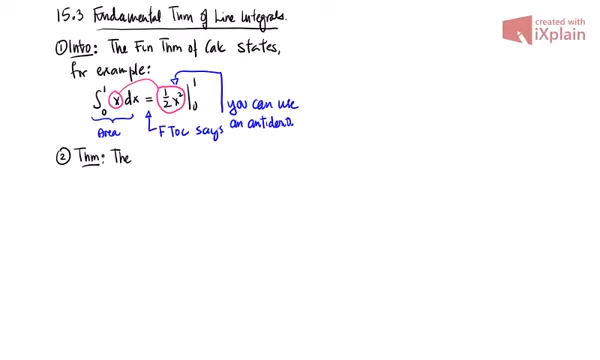 15.3 Fundamental Thm of Line Integrals.
① Intro: The Fun Thm of Calc states,
for example:
∫₀¹ x dx = ½x² |₀¹
you can use
an antideriv.
Area
FToC says
② Thm: The
created with
iXplain